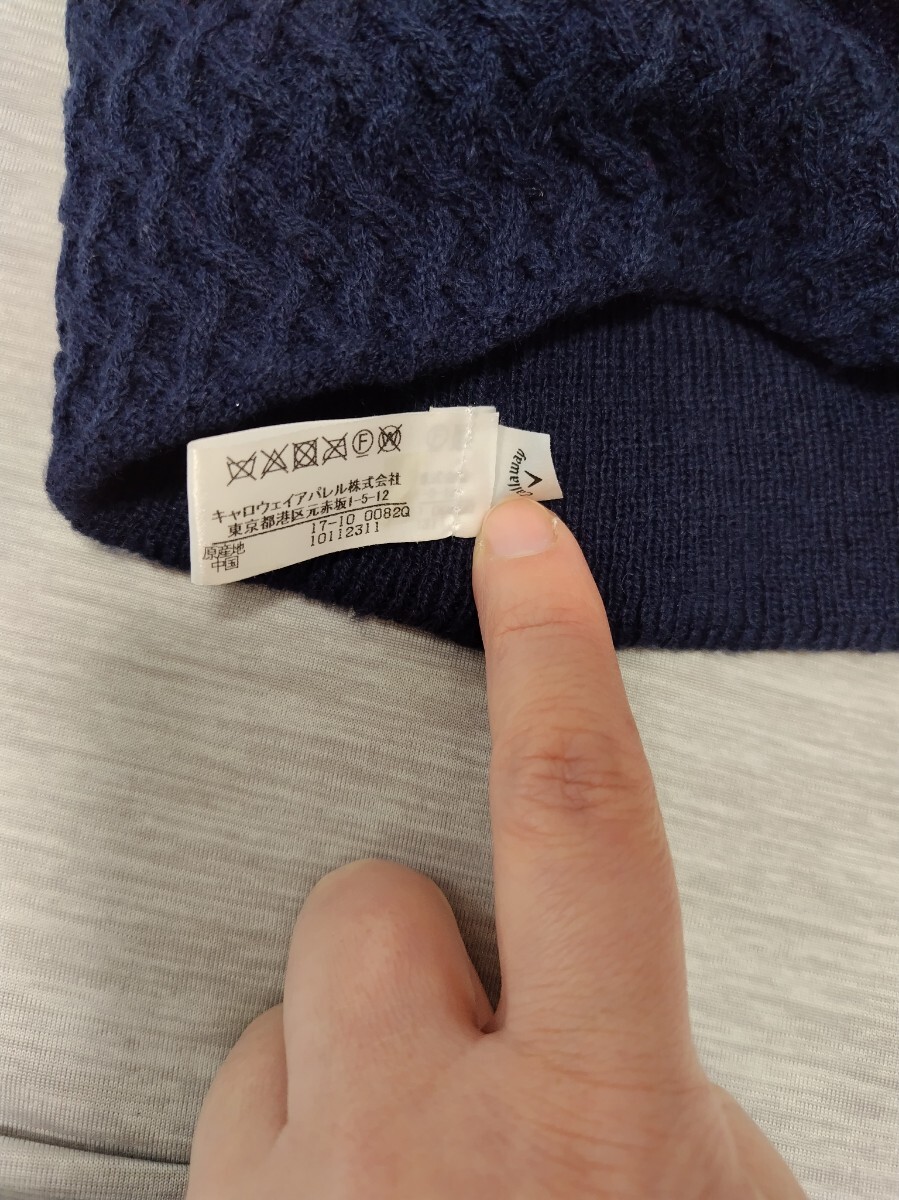 F W
キャロウェイアパレル株式会社
東京都港区元赤坂1-5-12
17-10 0082Q
10112311
原産地
中国